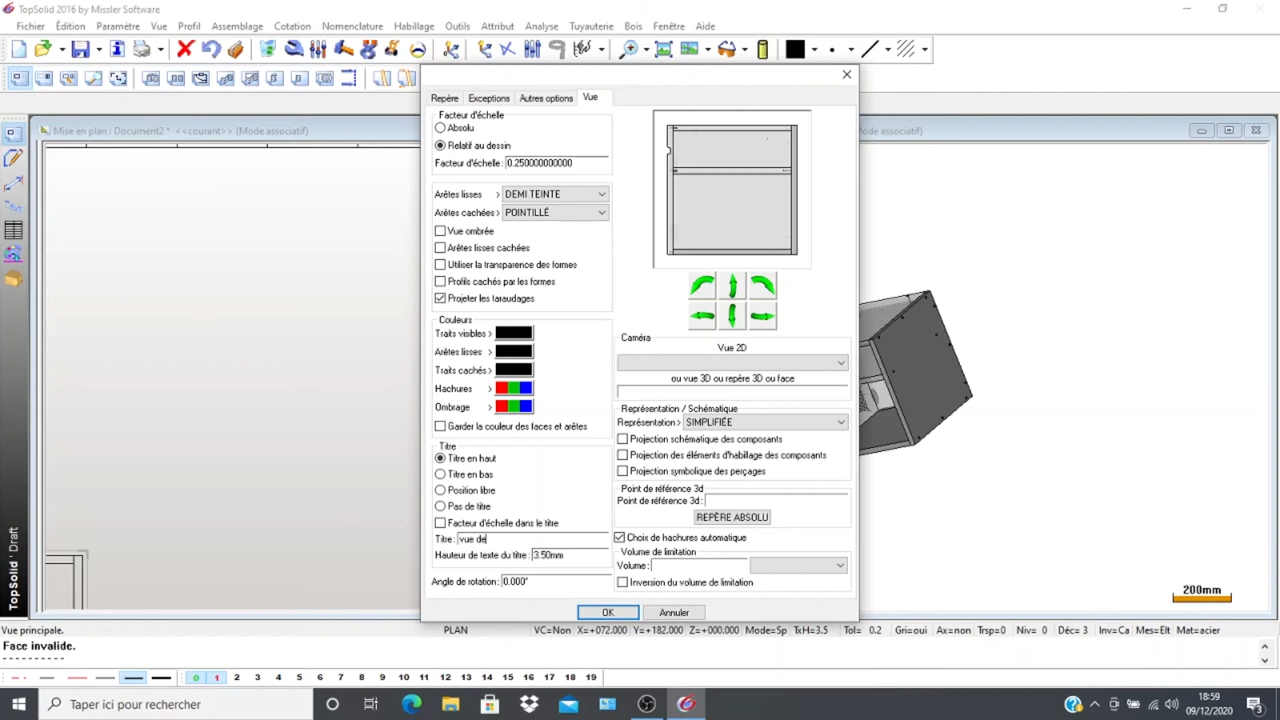 TopSolid 2016 by Missler Software
Fichier Édition Paramètre Vue Profil Assemblage Cotation Nomenclature Habillage Outils Attribut Analyse Tuyauterie Bois Fenêtre Aide
Mise en plan : Document2 * <<courant>> (Mode associatif)
(Mode associatif)
Repère Exceptions Autres options Vue
Facteur d'échelle
Absolu
Relatif au dessin
Facteur d'échelle : 0.250000000000
Arêtes lisses > DEMI TEINTE
Arêtes cachées > POINTILLÉ
Vue ombrée
Arêtes lisses cachées
Utiliser la transparence des formes
Profils cachés par les formes
Projeter les taraudages
Couleurs
Traits visibles >
Arêtes lisses >
Traits cachés >
Hachures >
Ombrage >
Garder la couleur des faces et arêtes
Titre
Titre en haut
Titre en bas
Position libre
Pas de titre
Facteur d'échelle dans le titre
Titre : vue de
Hauteur de texte du titre : 3.50mm
Angle de rotation : 0.000°
Caméra
Vue 2D
ou vue 3D ou repère 3D ou face
Représentation / Schématique
Représentation > SIMPLIFIÉE
Projection schématique des composants
Projection des éléments d'habillage des composants
Projection symbolique des perçages
Point de référence 3d
Point de référence 3d :
REPÈRE ABSOLU
Choix de hachures automatique
Volume de limitation
Volume :
Inversion du volume de limitation
OK Annuler
TopSolid'Draft
200mm
Vue principale. PLAN VC=Non X=+072.000 Y=+182.000 Z=+000.000 Mode=Sp TxH=3.5 Tol= 0.2 Gri=oui Ax=non Trsp=0 Niv= 0 Déc= 3 Inv=Ca Mes=Elt Mat=acier
Face invalide.
0 1 2 3 4 5 6 7 8 9 10 11 12 13 14 15 16 17 18 19
Taper ici pour rechercher
18:59
09/12/2020
3